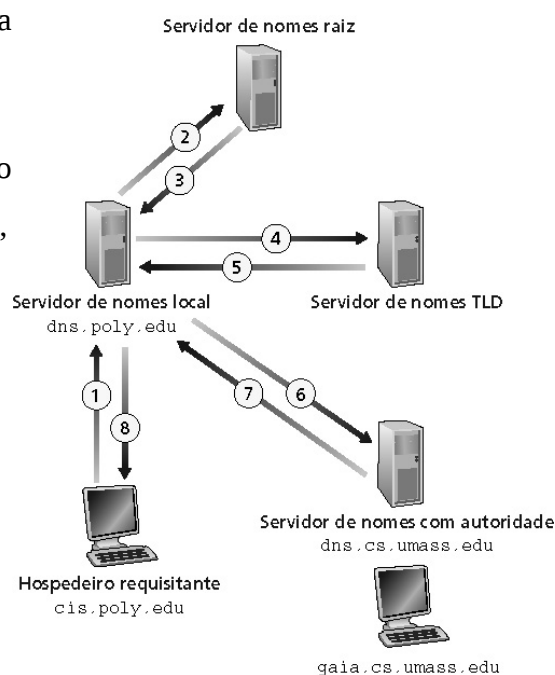 a
Servidor de nomes raiz
2
3
o
,
4
5
Servidor de nomes local
dns.poly.edu
Servidor de nomes TLD
1
8
7
6
Servidor de nomes com autoridade
dns.cs.umass.edu
Hospedeiro requisitante
cis.poly.edu
gaia.cs.umass.edu